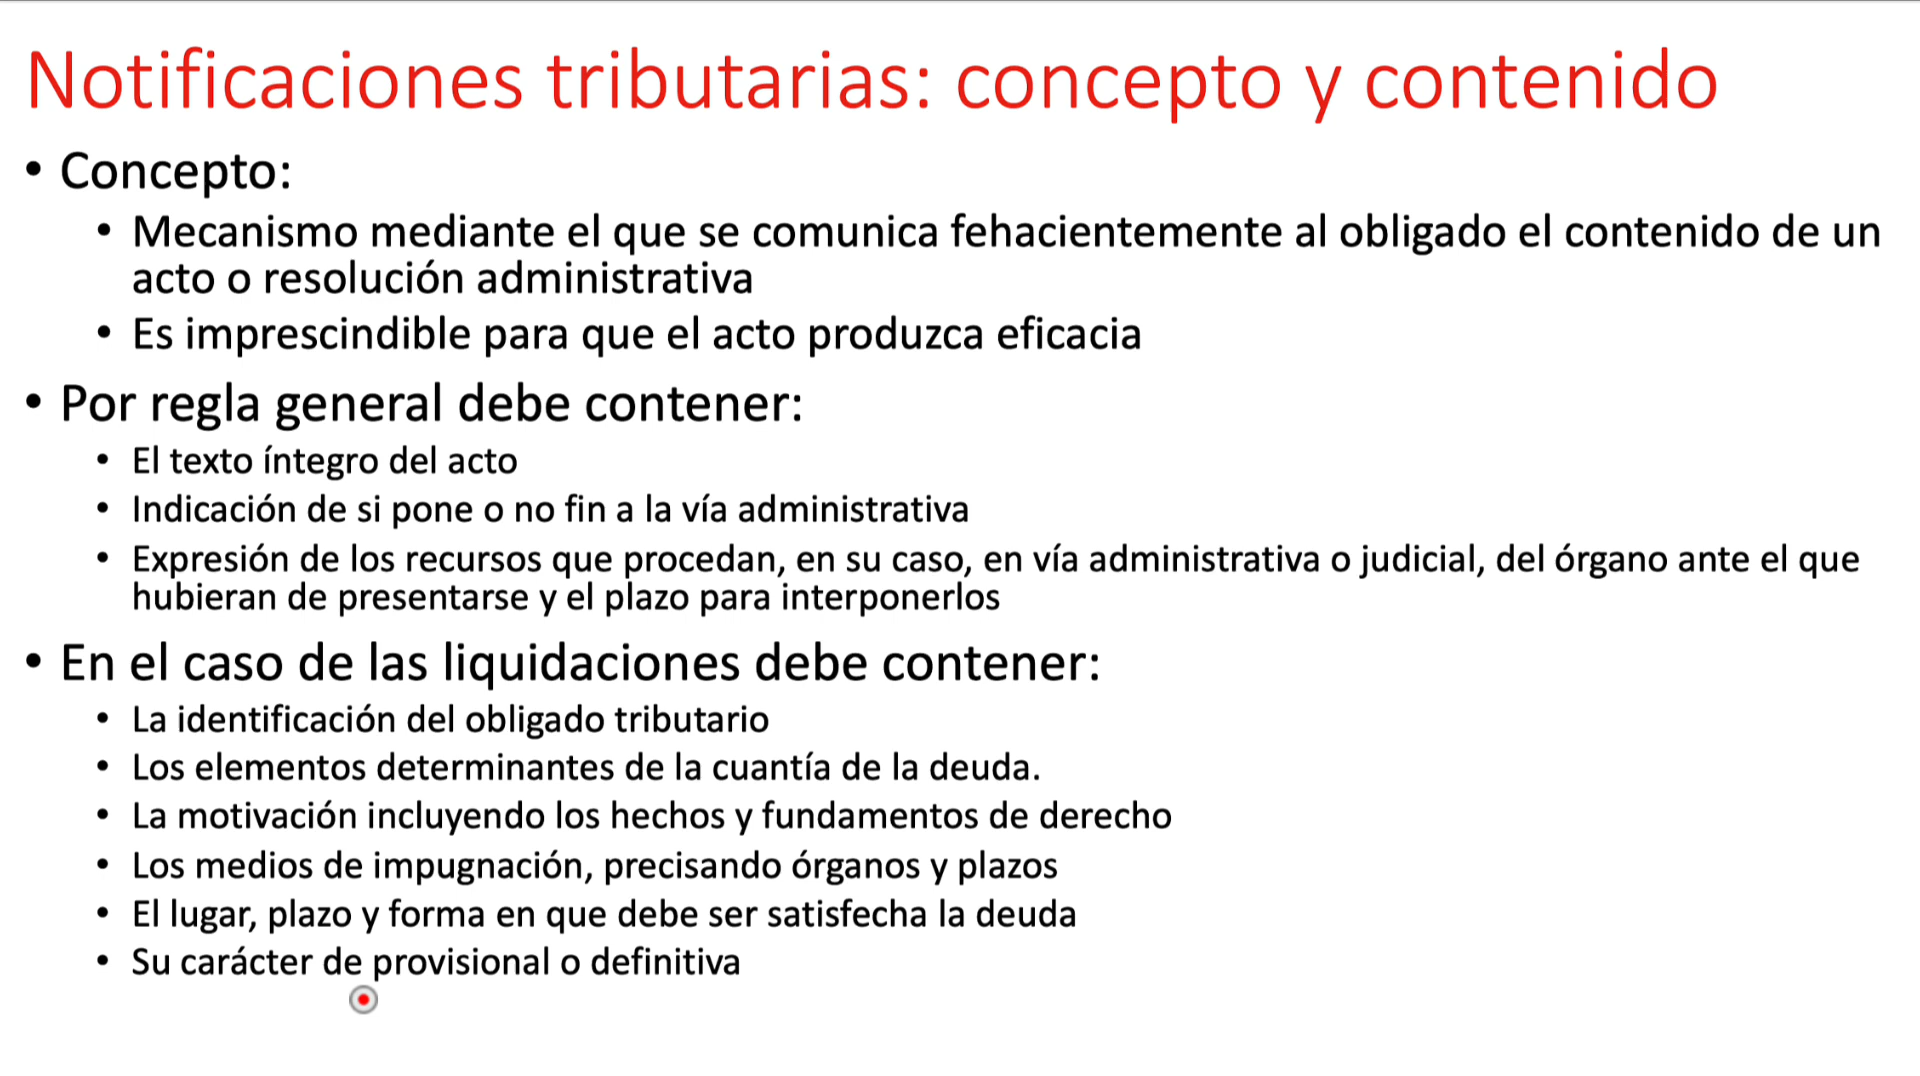 Notificaciones tributarias: concepto y contenido
• Concepto:
• Mecanismo mediante el que se comunica fehacientemente al obligado el contenido de un
acto o resolución administrativa
• Es imprescindible para que el acto produzca eficacia
• Por regla general debe contener:
• El texto íntegro del acto
• Indicación de si pone o no fin a la vía administrativa
• Expresión de los recursos que procedan, en su caso, en vía administrativa o judicial, del órgano ante el que
hubieran de presentarse y el plazo para interponerlos
• En el caso de las liquidaciones debe contener:
• La identificación del obligado tributario
• Los elementos determinantes de la cuantía de la deuda.
• La motivación incluyendo los hechos y fundamentos de derecho
• Los medios de impugnación, precisando órganos y plazos
• El lugar, plazo y forma en que debe ser satisfecha la deuda
• Su carácter de provisional o definitiva